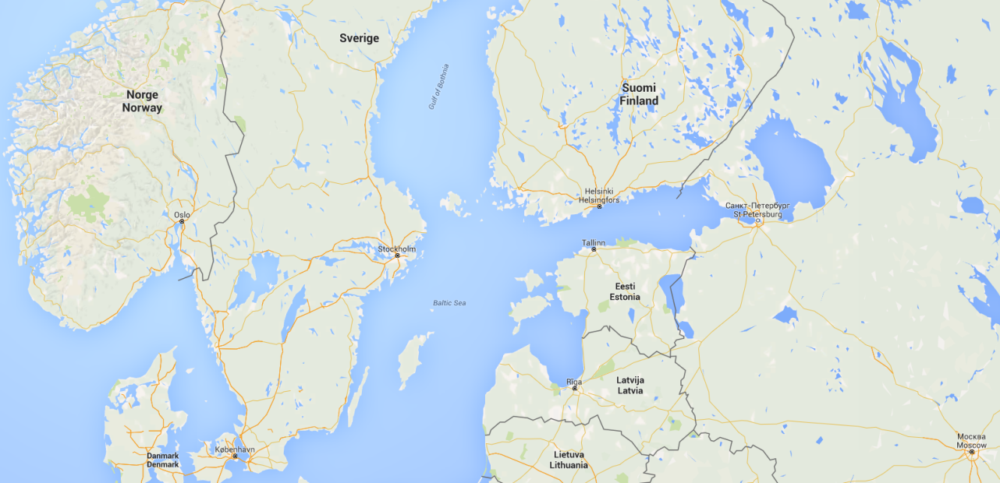 Sverige
Gulf of Bothnia
Norge
Norway
Suomi
Finland
Helsinki
Helsingfors
Санкт-Петербург
St Petersburg
Oslo
Tallinn
Stockholm
Eesti
Estonia
Baltic Sea
Rīga
Latvija
Latvia
København
Danmark
Denmark
Lietuva
Lithuania
Москва
Moscow